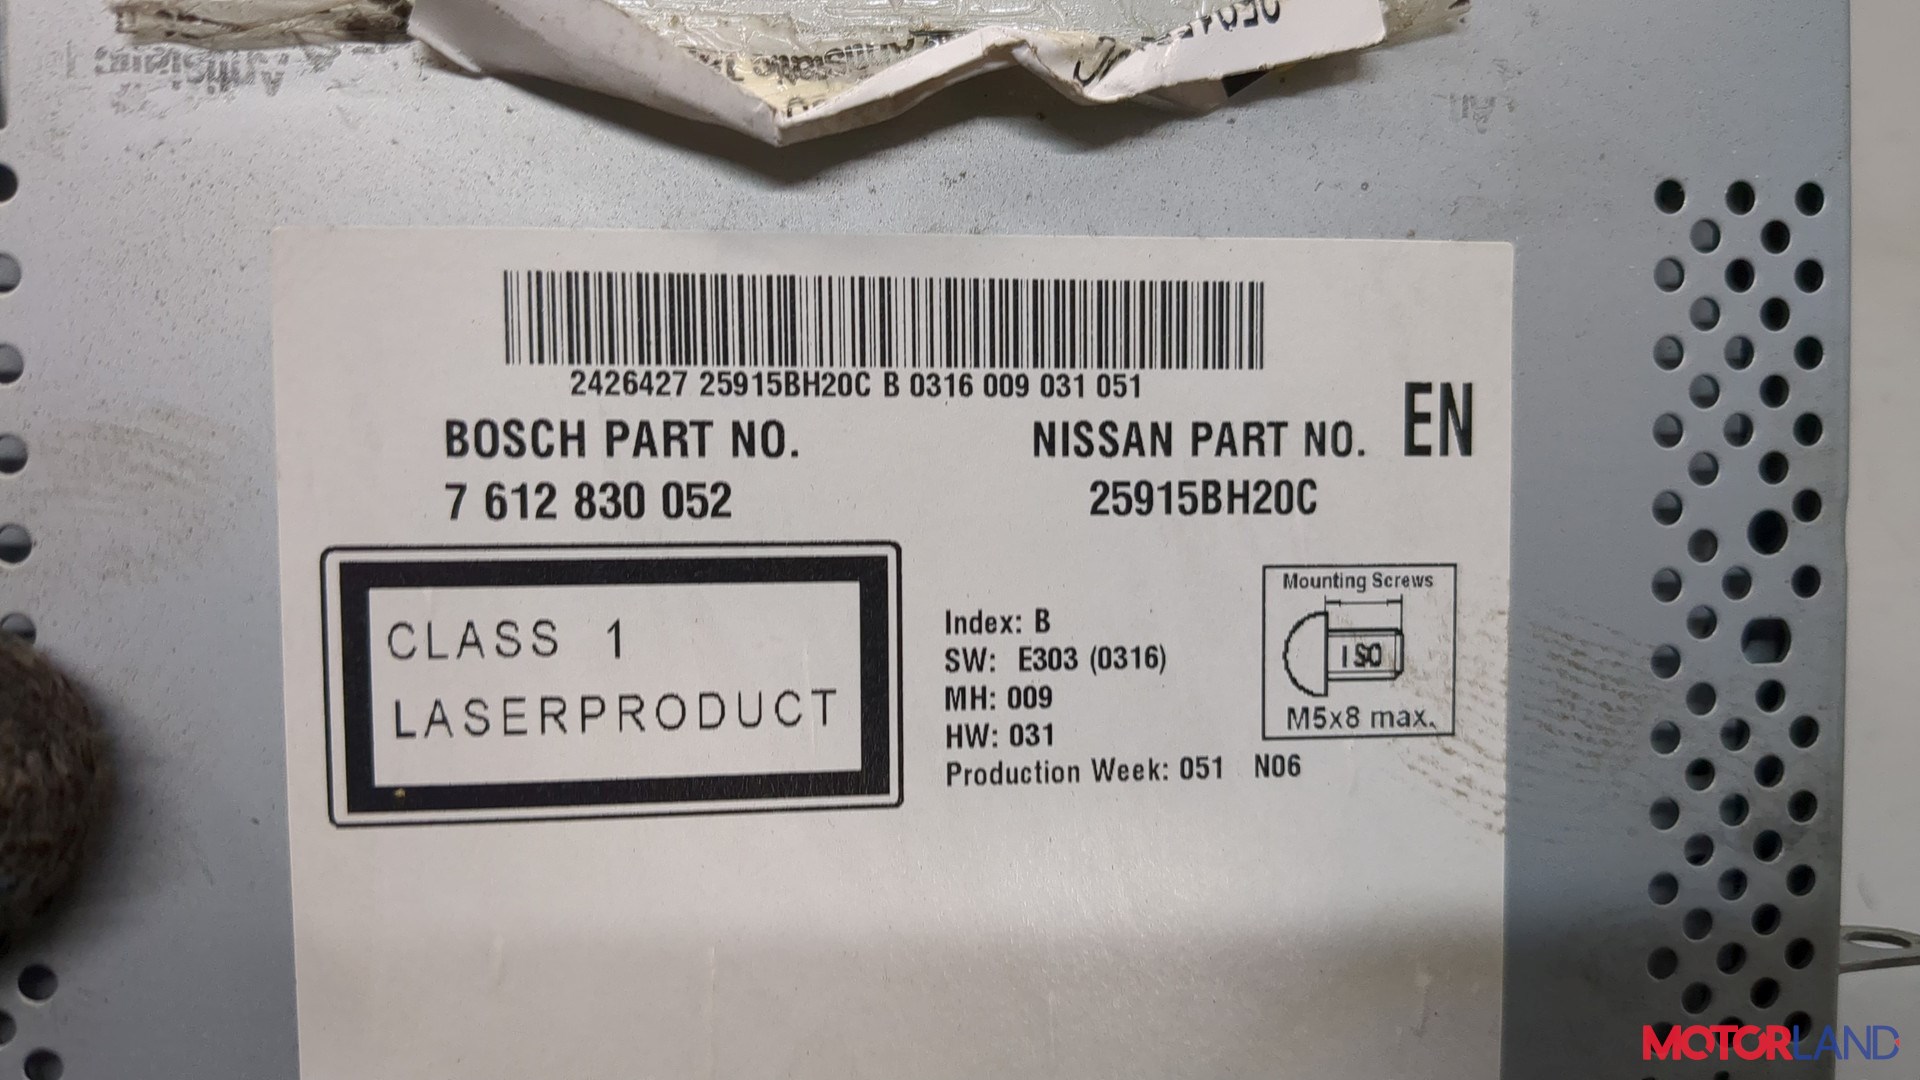 2426427 25915BH20C B 0316 009 031 051
BOSCH PART NO.
7 612 830 052
NISSAN PART NO.
25915BH20C
EN
CLASS 1
LASERPRODUCT
Index: B
SW: E303 (0316)
MH: 009
HW: 031
Production Week: 051 N06
Mounting Screws
ISO
M5x8 max.
MOTORLAND